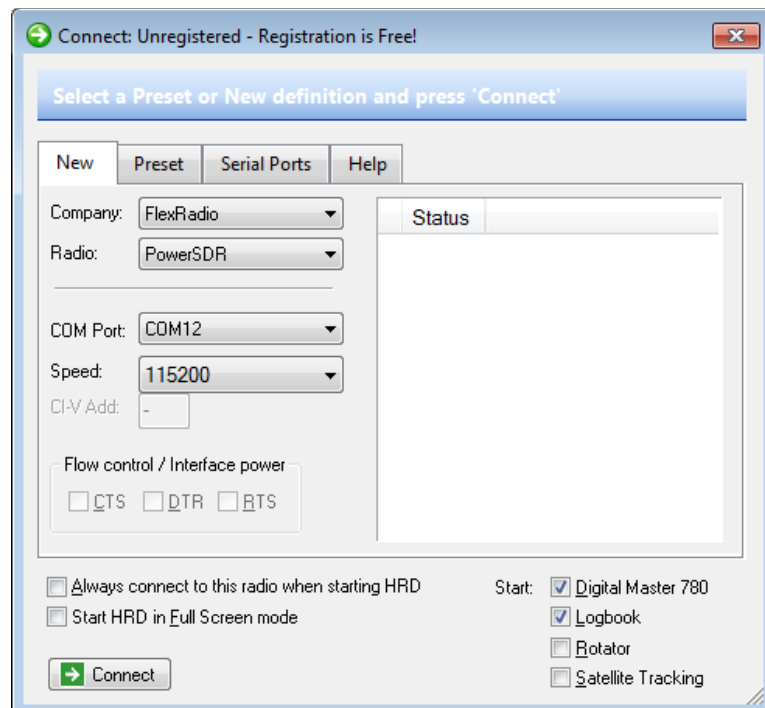 Connect: Unregistered - Registration is Free!
Select a Preset or New definition and press 'Connect'
New Preset Serial Ports Help
Company: FlexRadio
Radio: PowerSDR
COM Port: COM12
Speed: 115200
CI-V Add: -
Flow control / Interface power
CTS DTR RTS
Status
Always connect to this radio when starting HRD
Start HRD in Full Screen mode
Connect
Start: Digital Master 780
Logbook
Rotator
Satellite Tracking